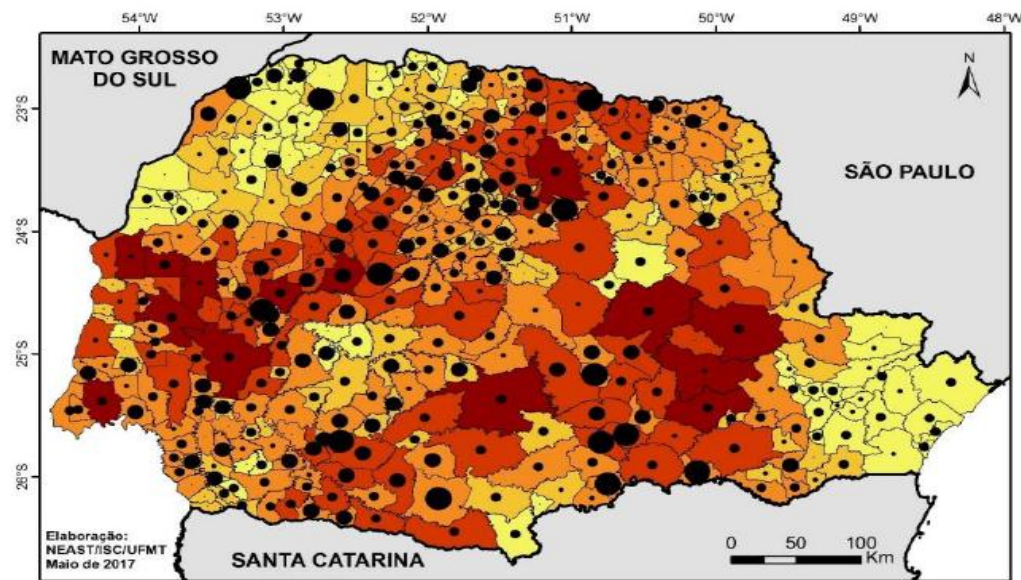 54°W 53°W 52°W 51°W 50°W 49°W 48°W
MATO GROSSO
DO SUL
N
23°S
SÃO PAULO
24°S
25°S
26°S
Elaboração:
NEAST/ISC/UFMT
Maio de 2017
SANTA CATARINA
0 50 100
Km